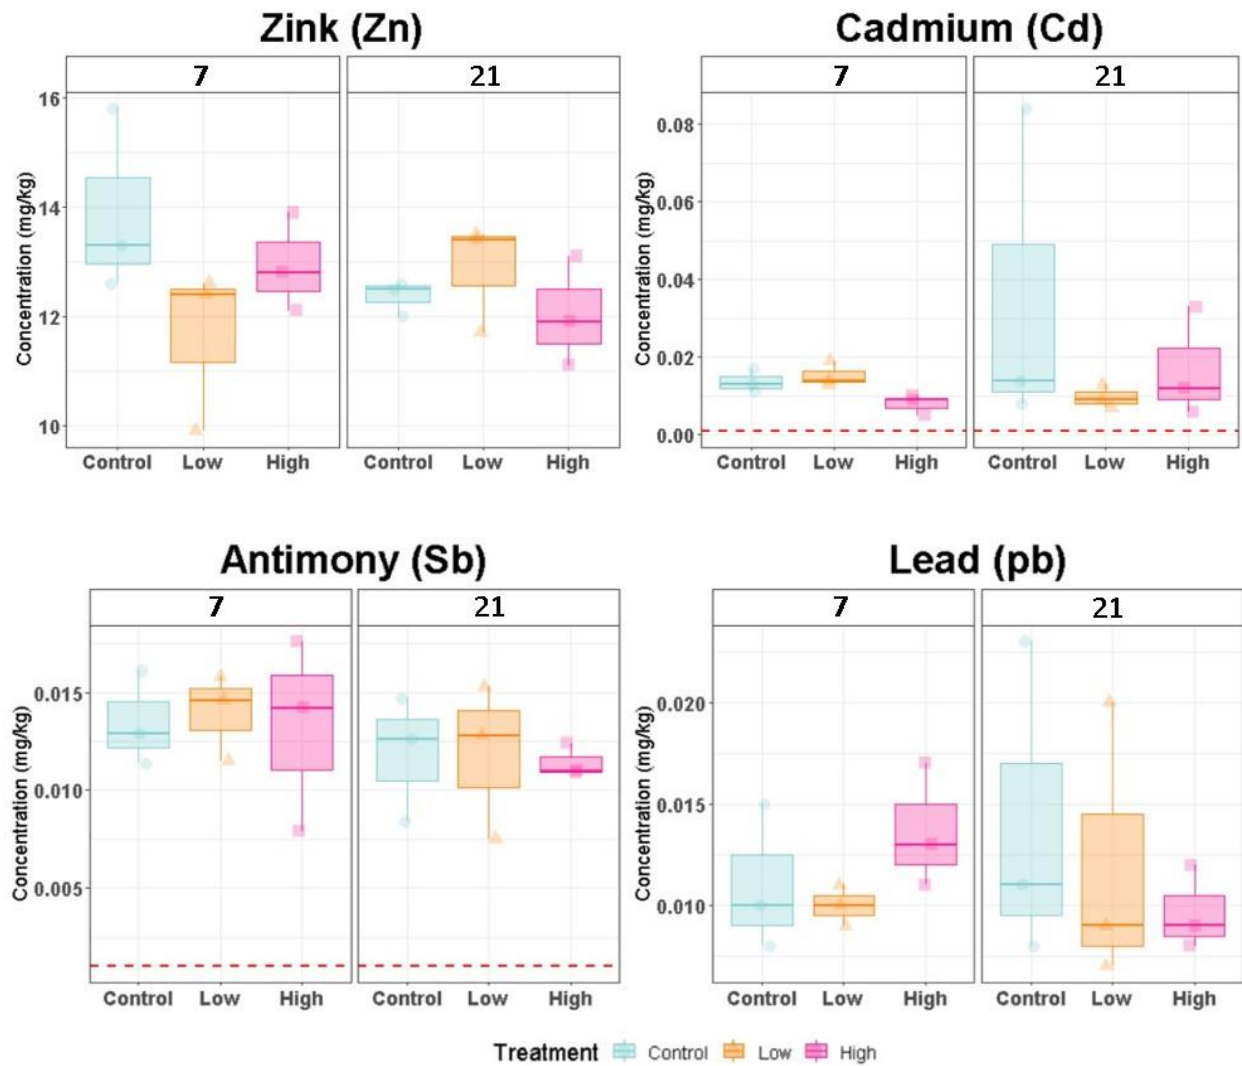 Zink (Zn)
Cadmium (Cd)
7
21
7
21
Concentration (mg/kg)
16
14
12
10
Concentration (mg/kg)
0.08
0.06
0.04
0.02
0.00
Control
Low
High
Control
Low
High
Control
Low
High
Control
Low
High
Antimony (Sb)
Lead (pb)
7
21
7
21
Concentration (mg/kg)
0.015
0.010
0.005
Concentration (mg/kg)
0.020
0.015
0.010
Control
Low
High
Control
Low
High
Control
Low
High
Control
Low
High
Treatment Control Low High